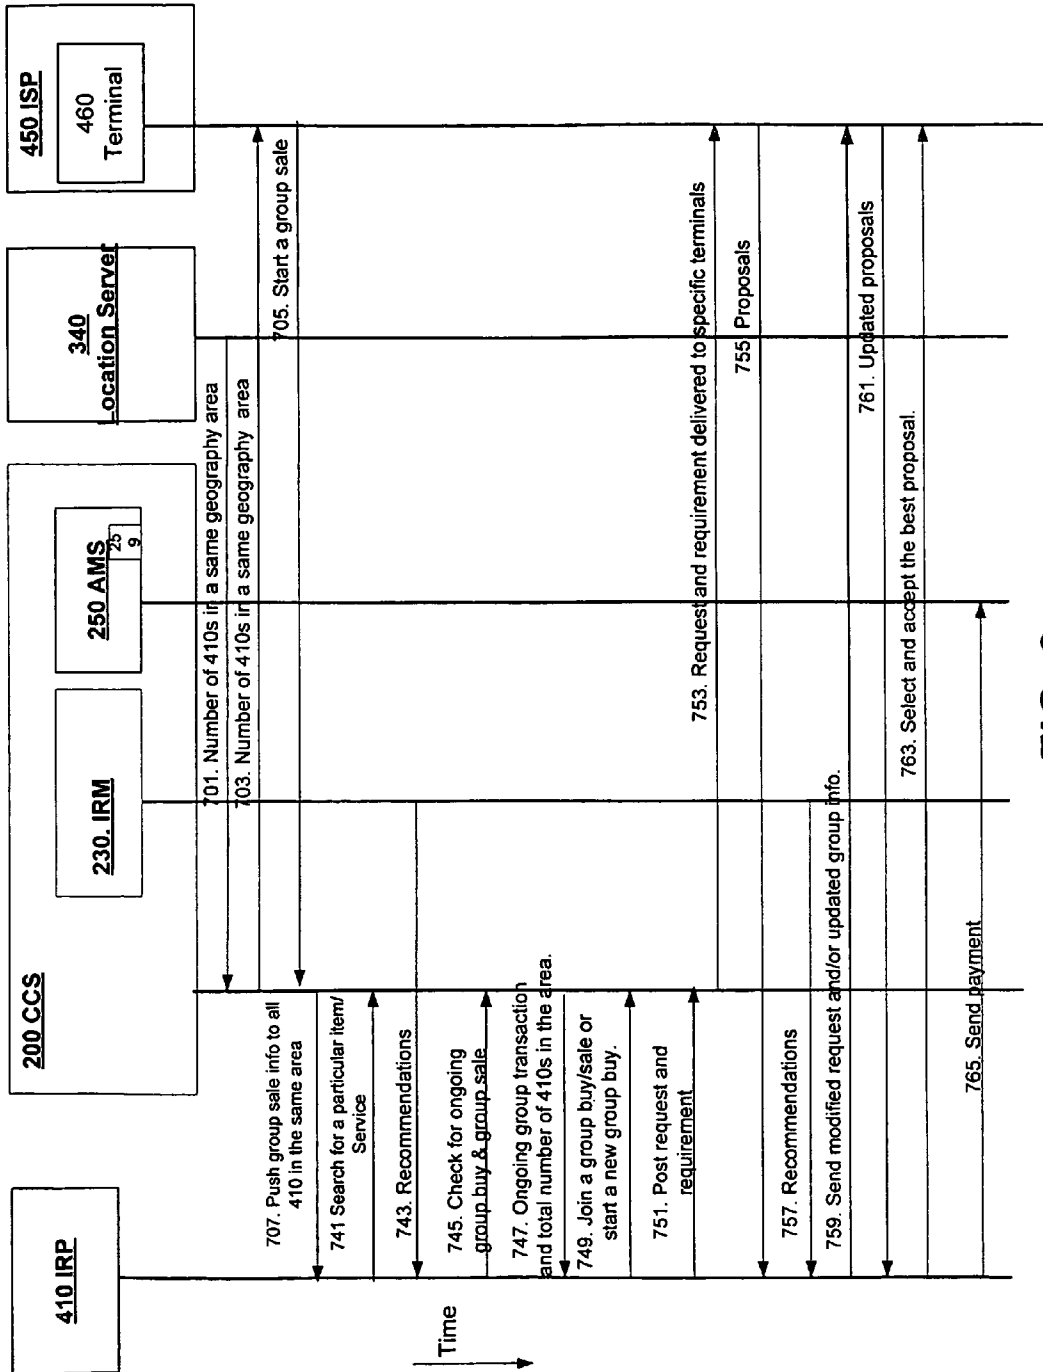 410 IRP
200 CCS
230. IRM
250 AMS
25
9
340
Location Server
450 ISP
460
Terminal
Time
701. Number of 410s in a same geography area
703. Number of 410s in a same geography area
705. Start a group sale
707. Push group sale info to all
410 in the same area
741 Search for a particular item/
Service
743. Recommendations
745. Check for ongoing
group buy & group sale
747. Ongoing group transaction
and total number of 410s in the area.
749. Join a group buy/sale or
start a new group buy.
751. Post request and
requirement
753. Request and requirement delivered to specific terminals
755. Proposals
757. Recommendations
759. Send modified request and/or updated group info.
761. Updated proposals
763. Select and accept the best proposal.
765. Send payment